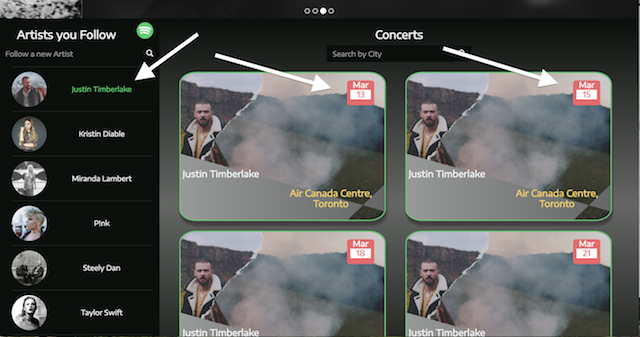 Artists you Follow
Follow a new Artist
Justin Timberlake
Kristin Diable
Miranda Lambert
P!nk
Steely Dan
Taylor Swift
Concerts
Search by City
Mar
13
Justin Timberlake
Air Canada Centre,
Toronto
Mar
15
Justin Timberlake
Air Canada Centre,
Toronto
Mar
18
Justin Timberlake
Mar
21
Justin Timberlake